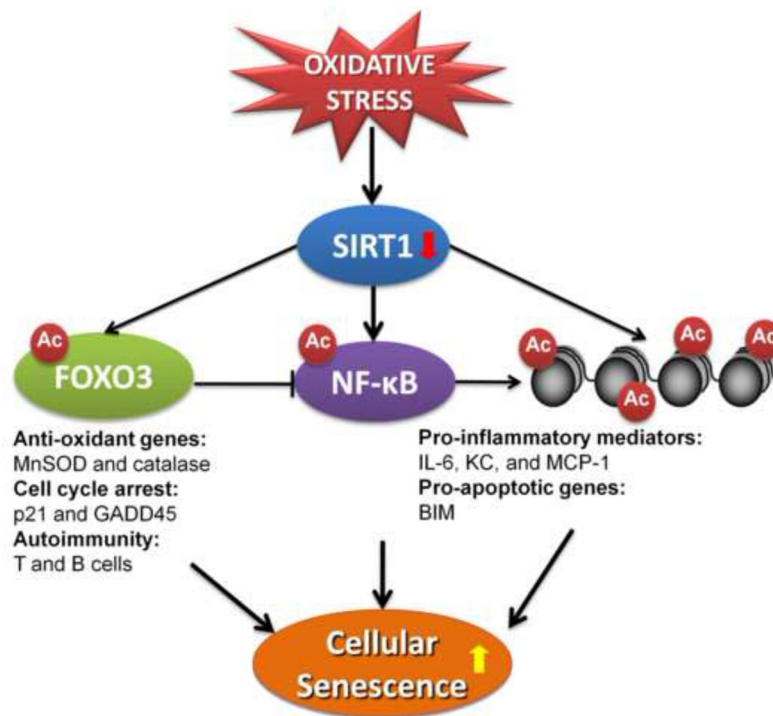 OXIDATIVE
STRESS
SIRT1
Ac
FOXO3
Ac
NF-κB
Ac
Ac
Ac
Ac
Anti-oxidant genes:
MnSOD and catalase
Cell cycle arrest:
p21 and GADD45
Autoimmunity:
T and B cells
Pro-inflammatory mediators:
IL-6, KC, and MCP-1
Pro-apoptotic genes:
BIM
Cellular
Senescence